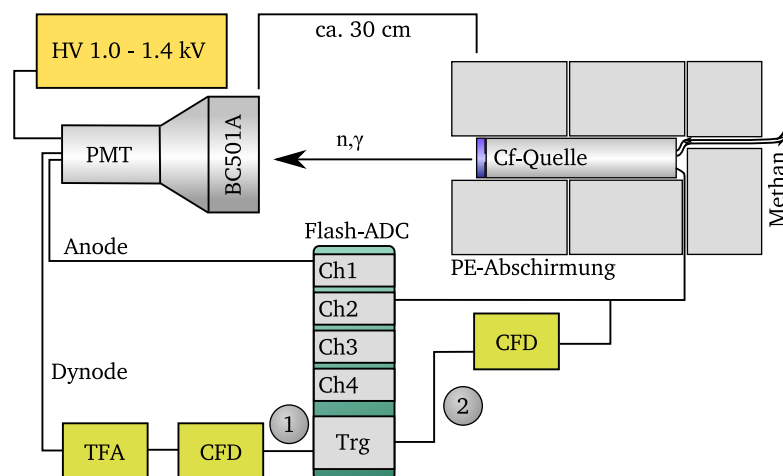 ca. 30 cm
HV 1.0 - 1.4 kV
PMT
BC501A
n,γ
Cf-Quelle
Methan
Flash-ADC
Anode
Ch1
PE-Abschirmung
Ch2
Ch3
CFD
Dynode
Ch4
2
1
TFA
CFD
Trg